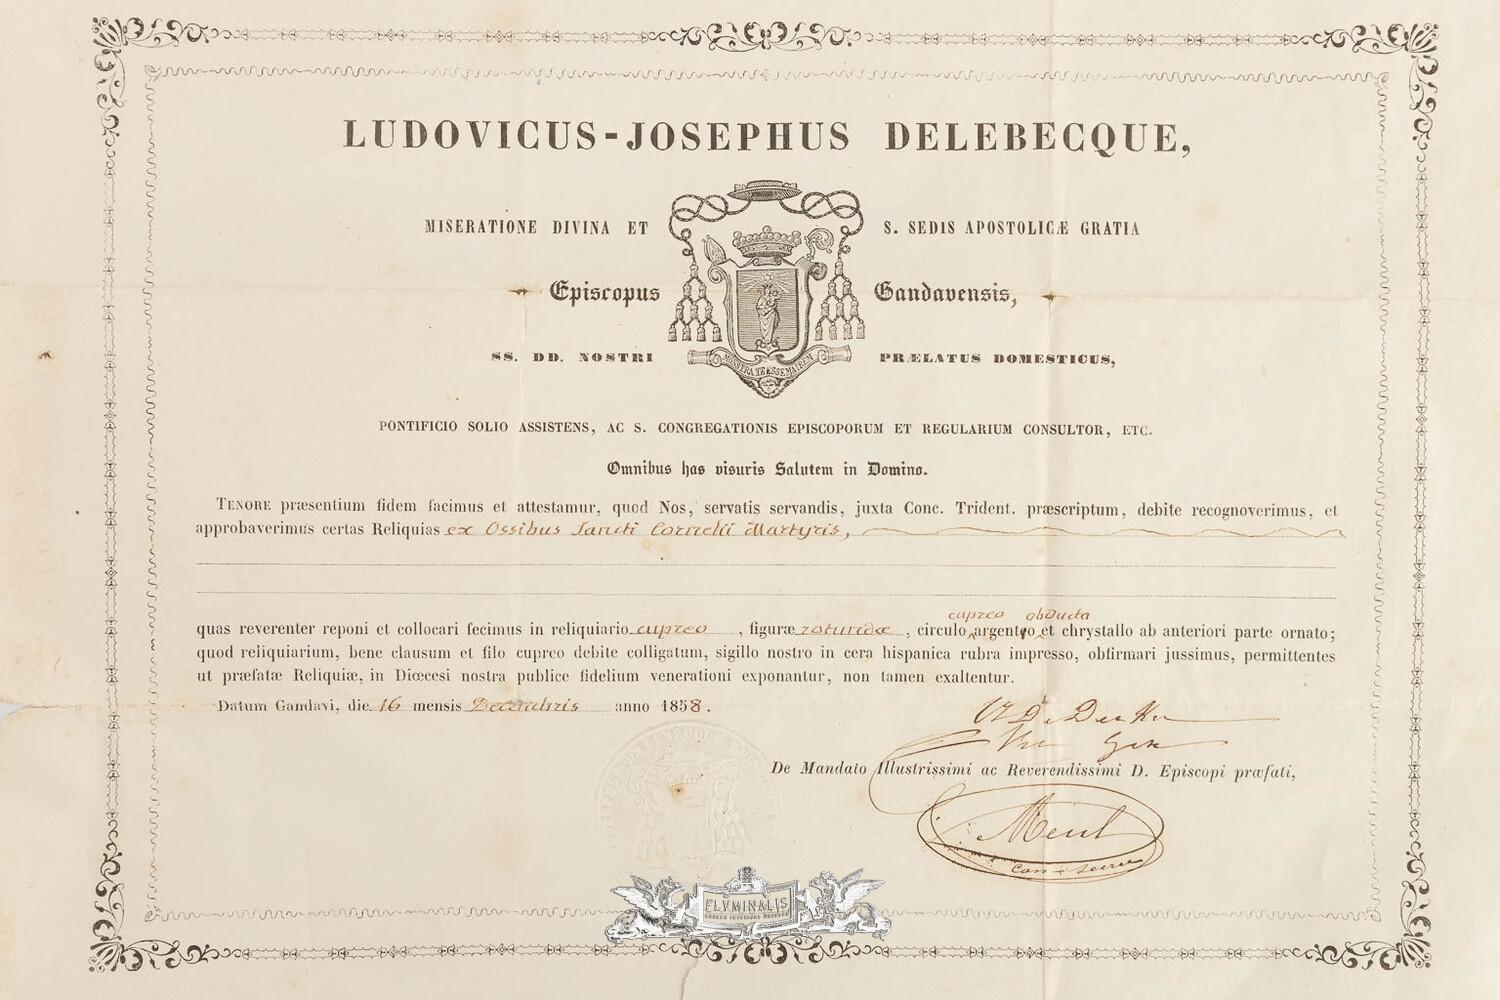 LUDOVICUS-JOSEPHUS DELEBECQUE,
MISERATIONE DIVINA ET S. SEDIS APOSTOLICÆ GRATIA
Episcopus Gandavensis,
SS. DD. NOSTRI PRÆLATUS DOMESTICUS,
MONSTRA TE ESSE MATREM
PONTIFICIO SOLIO ASSISTENS, AC S. CONGREGATIONIS EPISCOPORUM ET REGULARIUM CONSULTOR, ETC.
Omnibus has visuris Salutem in Domino.
TENORE præsentium fidem facimus et attestamur, quod Nos, servatis servandis, juxta Conc. Trident. præscriptum, debite recognoverimus, et
approbaverimus certas Reliquias ex Ossibus Sancti Cornelii Martyris,
cupreo obducta
quas reverenter reponi et collocari fecimus in reliquiario cupreo, figuræ rotundæ, circulo argenteo et chrystallo ab anteriori parte ornato;
quod reliquiarium, bene clausum et filo cupreo debite colligatum, sigillo nostro in cera hispanica rubra impresso, obfirmari jussimus, permittentes
ut præfatæ Reliquiæ, in Diœcesi nostra publice fidelium venerationi exponantur, non tamen exaltentur.
Datum Gandavi, die 16 mensis Decembris anno 1858.
De Mandato Illustrissimi ac Reverendissimi D. Episcopi præfati,
FLVMINALIS